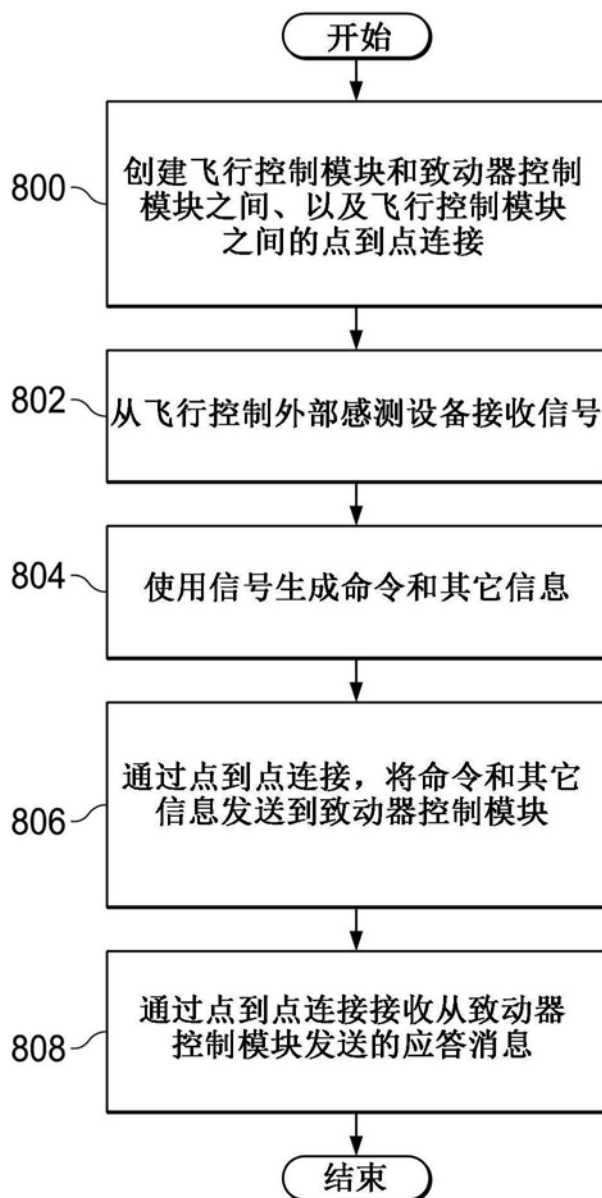 开始
800
创建飞行控制模块和致动器控制
模块之间、以及飞行控制模块
之间的点到点连接
802
从飞行控制外部感测设备接收信号
804
使用信号生成命令和其它信息
806
通过点到点连接，将命令和其它
信息发送到致动器控制模块
808
通过点到点连接接收从致动器
控制模块发送的应答消息
结束